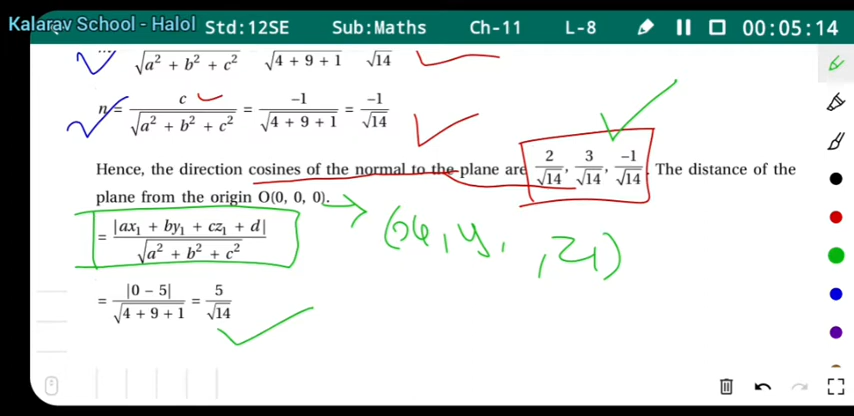 Kalarav School - Halol Std:12SE Sub:Maths Ch-11 L-8 00:05:14
√(a² + b² + c²) √(4 + 9 + 1) √14
n = c / √(a² + b² + c²) = −1 / √(4 + 9 + 1) = −1 / √14
Hence, the direction cosines of the normal to the plane are 2/√14, 3/√14, −1/√14. The distance of the
plane from the origin O(0, 0, 0).
= |ax₁ + by₁ + cz₁ + d| / √(a² + b² + c²)
, y, , z₁)
= |0 − 5| / √(4 + 9 + 1) = 5 / √14